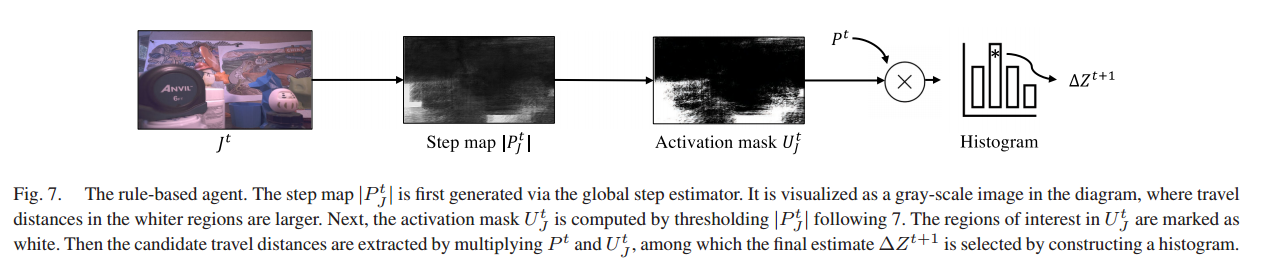 P^t
* ΔZ^{t+1}
ANVIL
×
J^t
Step map |P_J^t|
Activation mask U_J^t
Histogram
Fig. 7. The rule-based agent. The step map |P_J^t| is first generated via the global step estimator. It is visualized as a gray-scale image in the diagram, where travel
distances in the whiter regions are larger. Next, the activation mask U_J^t is computed by thresholding |P_J^t| following 7. The regions of interest in U_J^t are marked as
white. Then the candidate travel distances are extracted by multiplying P^t and U_J^t, among which the final estimate ΔZ^{t+1} is selected by constructing a histogram.